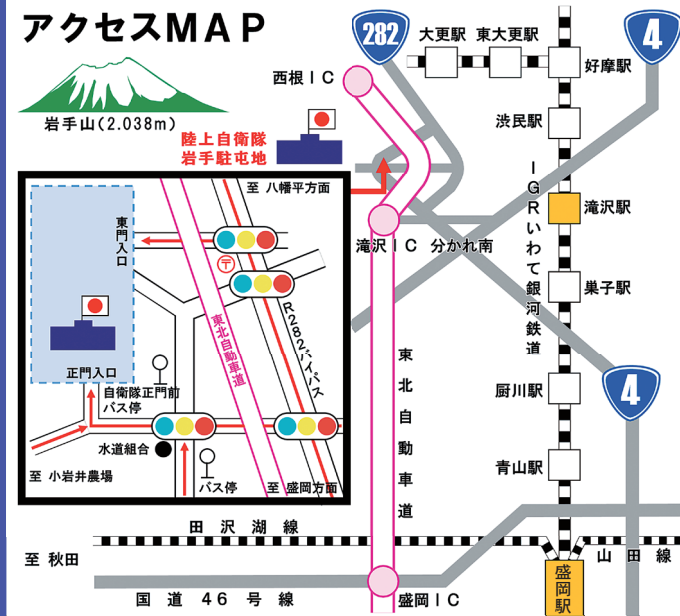 アクセスMAP
岩手山(2.038m)
陸上自衛隊
岩手駐屯地
西根IC
282
大更駅
東大更駅
好摩駅
4
渋民駅
IGRいわて銀河鉄道
滝沢駅
滝沢IC
分かれ南
巣子駅
厨川駅
4
青山駅
東北自動車道
至 八幡平方面
東門入口
〒
R282バイパス
東北自動車道
正門入口
自衛隊正門前
バス停
水道組合
至 小岩井農場
バス停
至 盛岡方面
田沢湖線
至 秋田
山田線
国道46号線
盛岡IC
盛岡駅